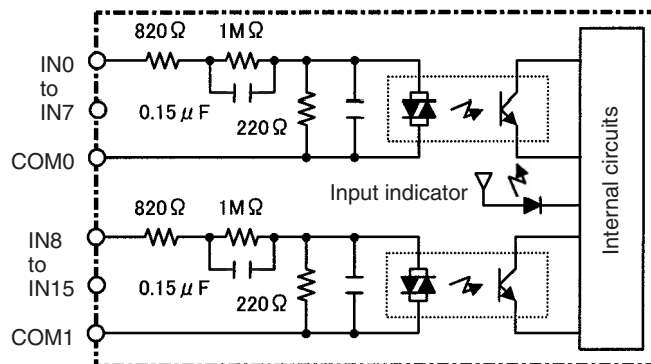 820Ω 1MΩ
IN0
to
IN7
0.15μF
220Ω
COM0
Input indicator
820Ω 1MΩ
IN8
to
IN15
0.15μF
220Ω
COM1
Internal circuits